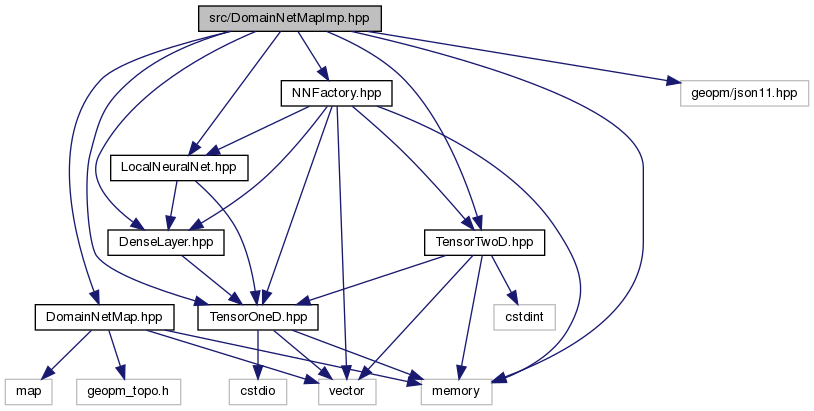 src/DomainNetMapImp.hpp
NNFactory.hpp
geopm/json11.hpp
LocalNeuralNet.hpp
DenseLayer.hpp
TensorTwoD.hpp
DomainNetMap.hpp
TensorOneD.hpp
cstdint
map
geopm_topo.h
cstdio
vector
memory